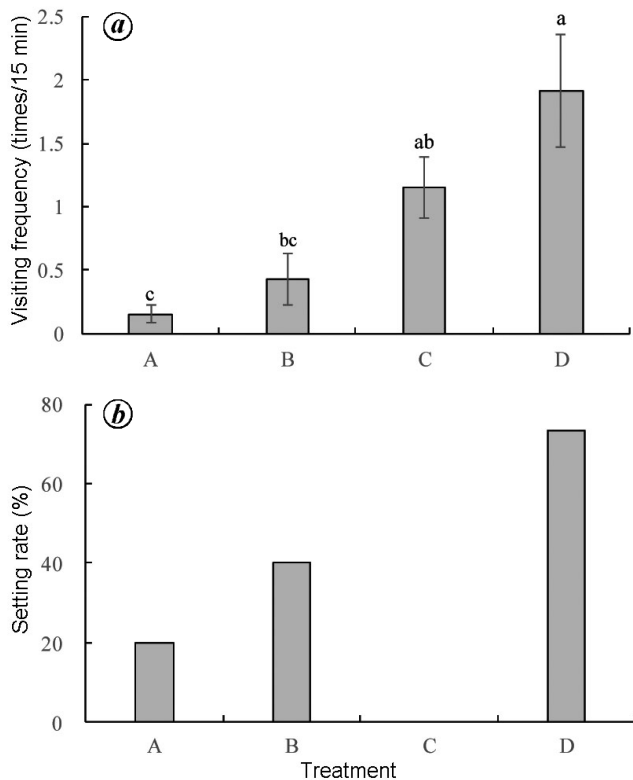 a
Visiting frequency (times/15 min)
2.5
2
1.5
1
0.5
0
c
bc
ab
a
A B C D
b
Setting rate (%)
80
60
40
20
0
A B C D
Treatment